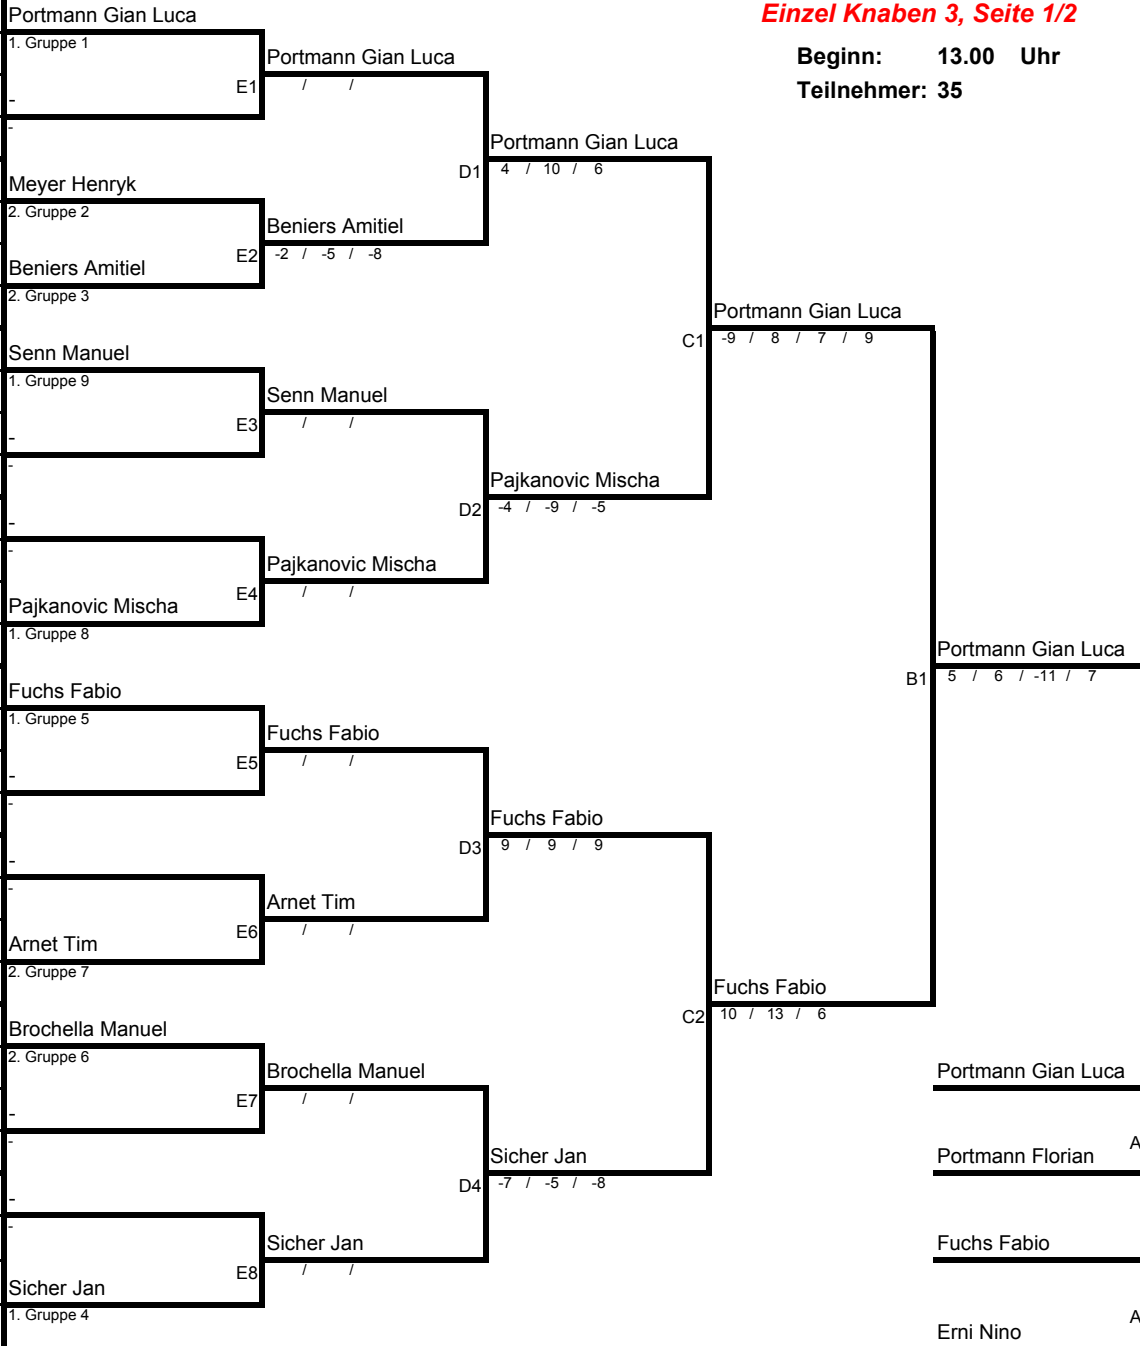 Einzel Knaben 3, Seite 1/2
Beginn: 13.00 Uhr
Teilnehmer: 35
Portmann Gian Luca
1. Gruppe 1
E1
-
-
Portmann Gian Luca
/ /
Meyer Henryk
2. Gruppe 2
E2
Beniers Amitiel
2. Gruppe 3
Beniers Amitiel
-2 / -5 / -8
D1
Portmann Gian Luca
4 / 10 / 6
Senn Manuel
1. Gruppe 9
E3
-
-
Senn Manuel
/ /
-
-
E4
Pajkanovic Mischa
1. Gruppe 8
Pajkanovic Mischa
/ /
D2
Pajkanovic Mischa
-4 / -9 / -5
C1
Portmann Gian Luca
-9 / 8 / 7 / 9
Fuchs Fabio
1. Gruppe 5
E5
-
-
Fuchs Fabio
/ /
-
-
E6
Arnet Tim
2. Gruppe 7
Arnet Tim
/ /
D3
Fuchs Fabio
9 / 9 / 9
Brochella Manuel
2. Gruppe 6
E7
-
-
Brochella Manuel
/ /
-
-
E8
Sicher Jan
1. Gruppe 4
Sicher Jan
/ /
D4
Sicher Jan
-7 / -5 / -8
C2
Fuchs Fabio
10 / 13 / 6
B1
Portmann Gian Luca
5 / 6 / -11 / 7
Portmann Gian Luca
A
Portmann Florian
Fuchs Fabio
A
Erni Nino